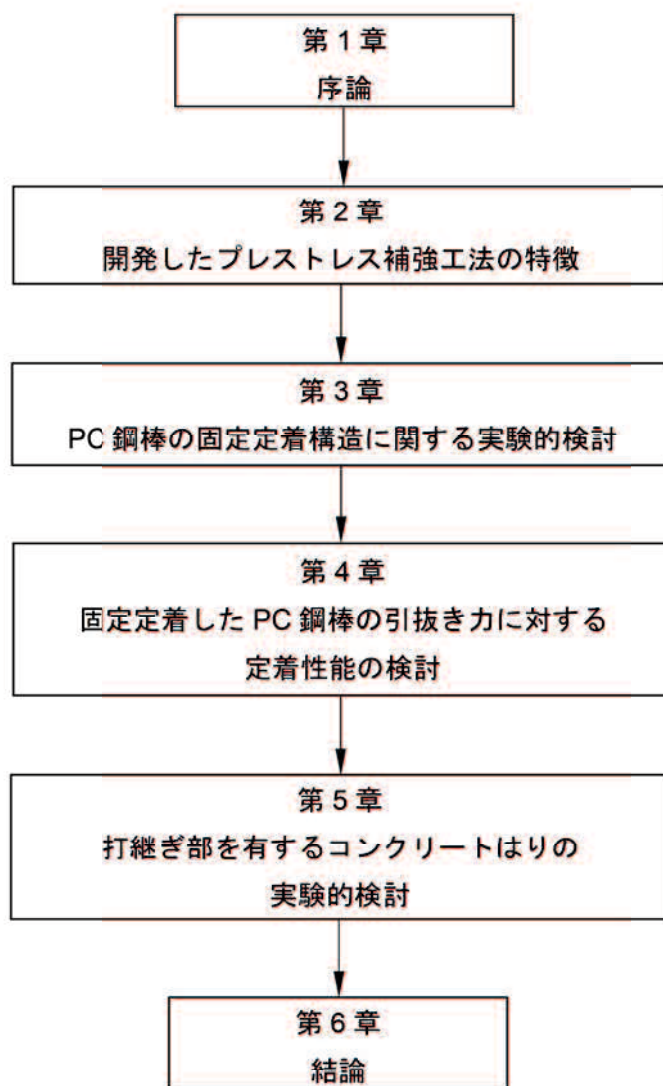 第 1 章
序論
第 2 章
開発したプレストレス補強工法の特徴
第 3 章
PC 鋼棒の固定定着構造に関する実験的検討
第 4 章
固定定着した PC 鋼棒の引抜き力に対する
定着性能の検討
第 5 章
打継ぎ部を有するコンクリートはりの
実験的検討
第 6 章
結論